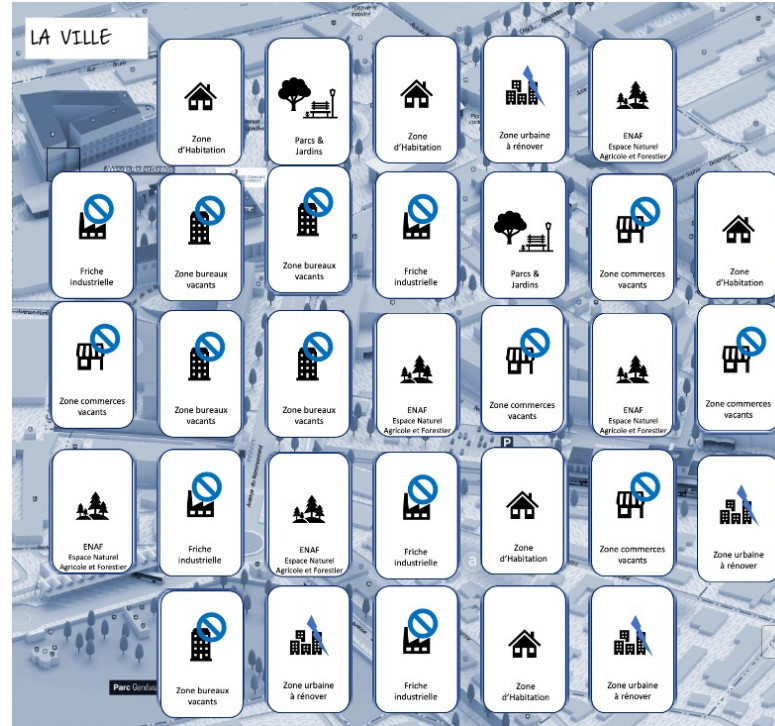 LA VILLE
Zone
d'Habitation
Parcs &
Jardins
Zone
d'Habitation
Zone urbaine
à rénover
ENAF
Espace Naturel
Agricole et Forestier
Friche
industrielle
Zone bureaux
vacants
Zone bureaux
vacants
Friche
industrielle
Parcs &
Jardins
Zone commerces
vacants
Zone
d'Habitation
Zone commerces
vacants
Zone bureaux
vacants
Zone bureaux
vacants
ENAF
Espace Naturel
Agricole et Forestier
Zone commerces
vacants
ENAF
Espace Naturel
Agricole et Forestier
Zone commerces
vacants
P
ENAF
Espace Naturel
Agricole et Forestier
Friche
industrielle
ENAF
Espace Naturel
Agricole et Forestier
Friche
industrielle
Zone
d'Habitation
Zone commerces
vacants
Zone urbaine
à rénover
Zone bureaux
vacants
Zone urbaine
à rénover
Friche
industrielle
Zone
d'Habitation
Zone urbaine
à rénover
Parc